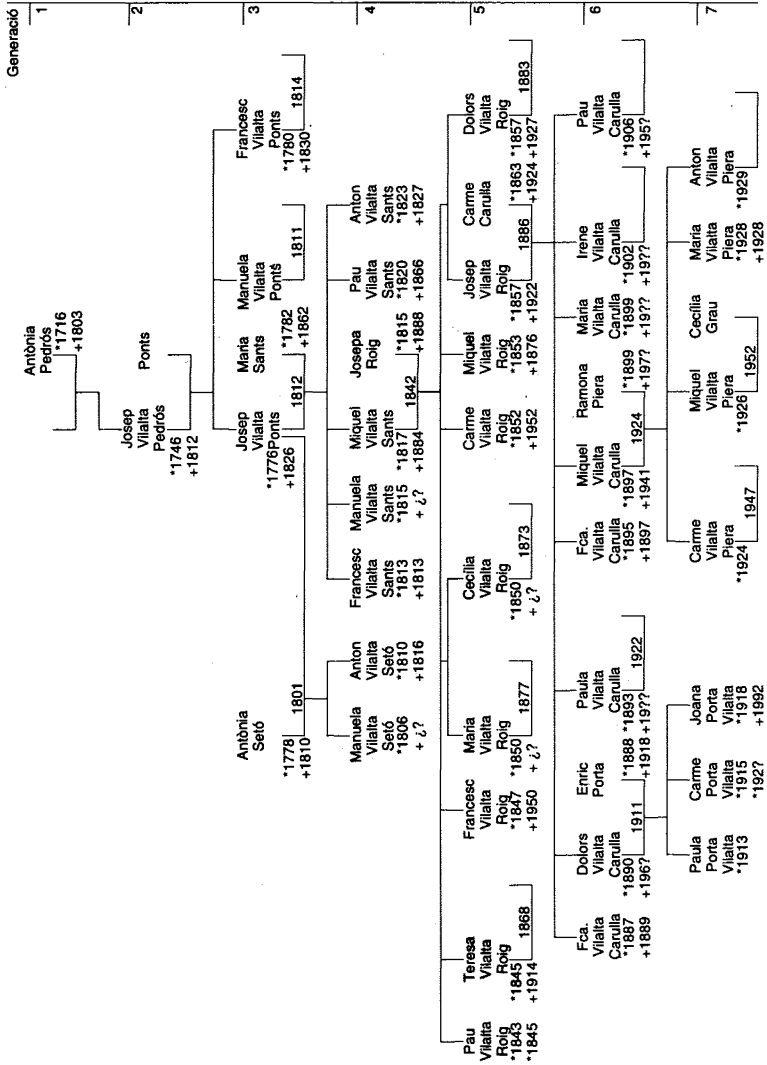 Generació
1
Antònia
Pedrós
*1716
+1803
2
Josep
Vilalta
Pedrós
*1746
+1812
Ponts
3
Antònia
Setó
*1778
+1810
1801
Josep
Vilalta
*1776Ponts
+1826
1812
Maria
Sants
*1782
+1862
Manuela
Vilalta
Ponts
1811
Francesc
Vilalta
Ponts
*1780
+1830
1814
4
Manuela
Vilalta
Setó
*1806
+ ¿?
Anton
Vilalta
Setó
*1810
+1816
Francesc
Vilalta
Sants
*1813
+1813
Manuela
Vilalta
Sants
*1815
+ ¿?
Miquel
Vilalta
Sants
*1817
+1884
1842
Josepa
Roig
*1815
+1888
Pau
Vilalta
Sants
*1820
+1866
Anton
Vilalta
Sants
*1823
+1827
5
Pau
Vilalta
Roig
*1843
*1845
Teresa
Vilalta
Roig
*1845
+1914
1868
Francesc
Vilalta
Roig
*1847
+1950
Maria
Vilalta
Roig
*1850
+ ¿?
1877
Cecília
Vilalta
Roig
*1850
+ ¿?
1873
Carme
Vilalta
Roig
*1852
+1952
Miquel
Vilalta
Roig
*1853
+1876
Josep
Vilalta
Roig
*1857
+1922
1886
Carme
Carulla
*1863
+1924
Dolors
Vilalta
Roig
*1857
+1927
1883
6
Fca.
Vilalta
Carulla
*1887
+1889
Dolors
Vilalta
Carulla
*1890
+196?
1911
Enric
Porta
*1888
+1918
Paula
Vilalta
Carulla
*1893
+19??
1922
Fca.
Vilalta
Carulla
*1895
+1897
Miquel
Vilalta
Carulla
*1897
+1941
1924
Ramona
Piera
*1899
+197?
Maria
Vilalta
Carulla
*1899
+19??
Irene
Vilalta
Carulla
*1902
+19??
Pau
Vilalta
Carulla
*1906
+195?
7
Paula
Porta
Vilalta
*1913
Carme
Porta
Vilalta
*1915
*192?
Joana
Porta
Vilalta
*1918
+1992
Carme
Vilalta
Piera
*1924
1947
Miquel
Vilalta
Piera
*1926
1952
Cecília
Grau
Maria
Vilalta
Piera
*1928
+1928
Anton
Vilalta
Piera
*1929